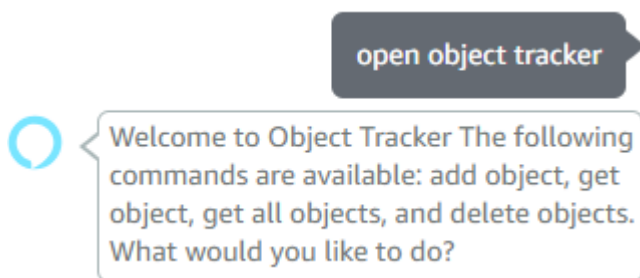 open object tracker
Welcome to Object Tracker The following
commands are available: add object, get
object, get all objects, and delete objects.
What would you like to do?